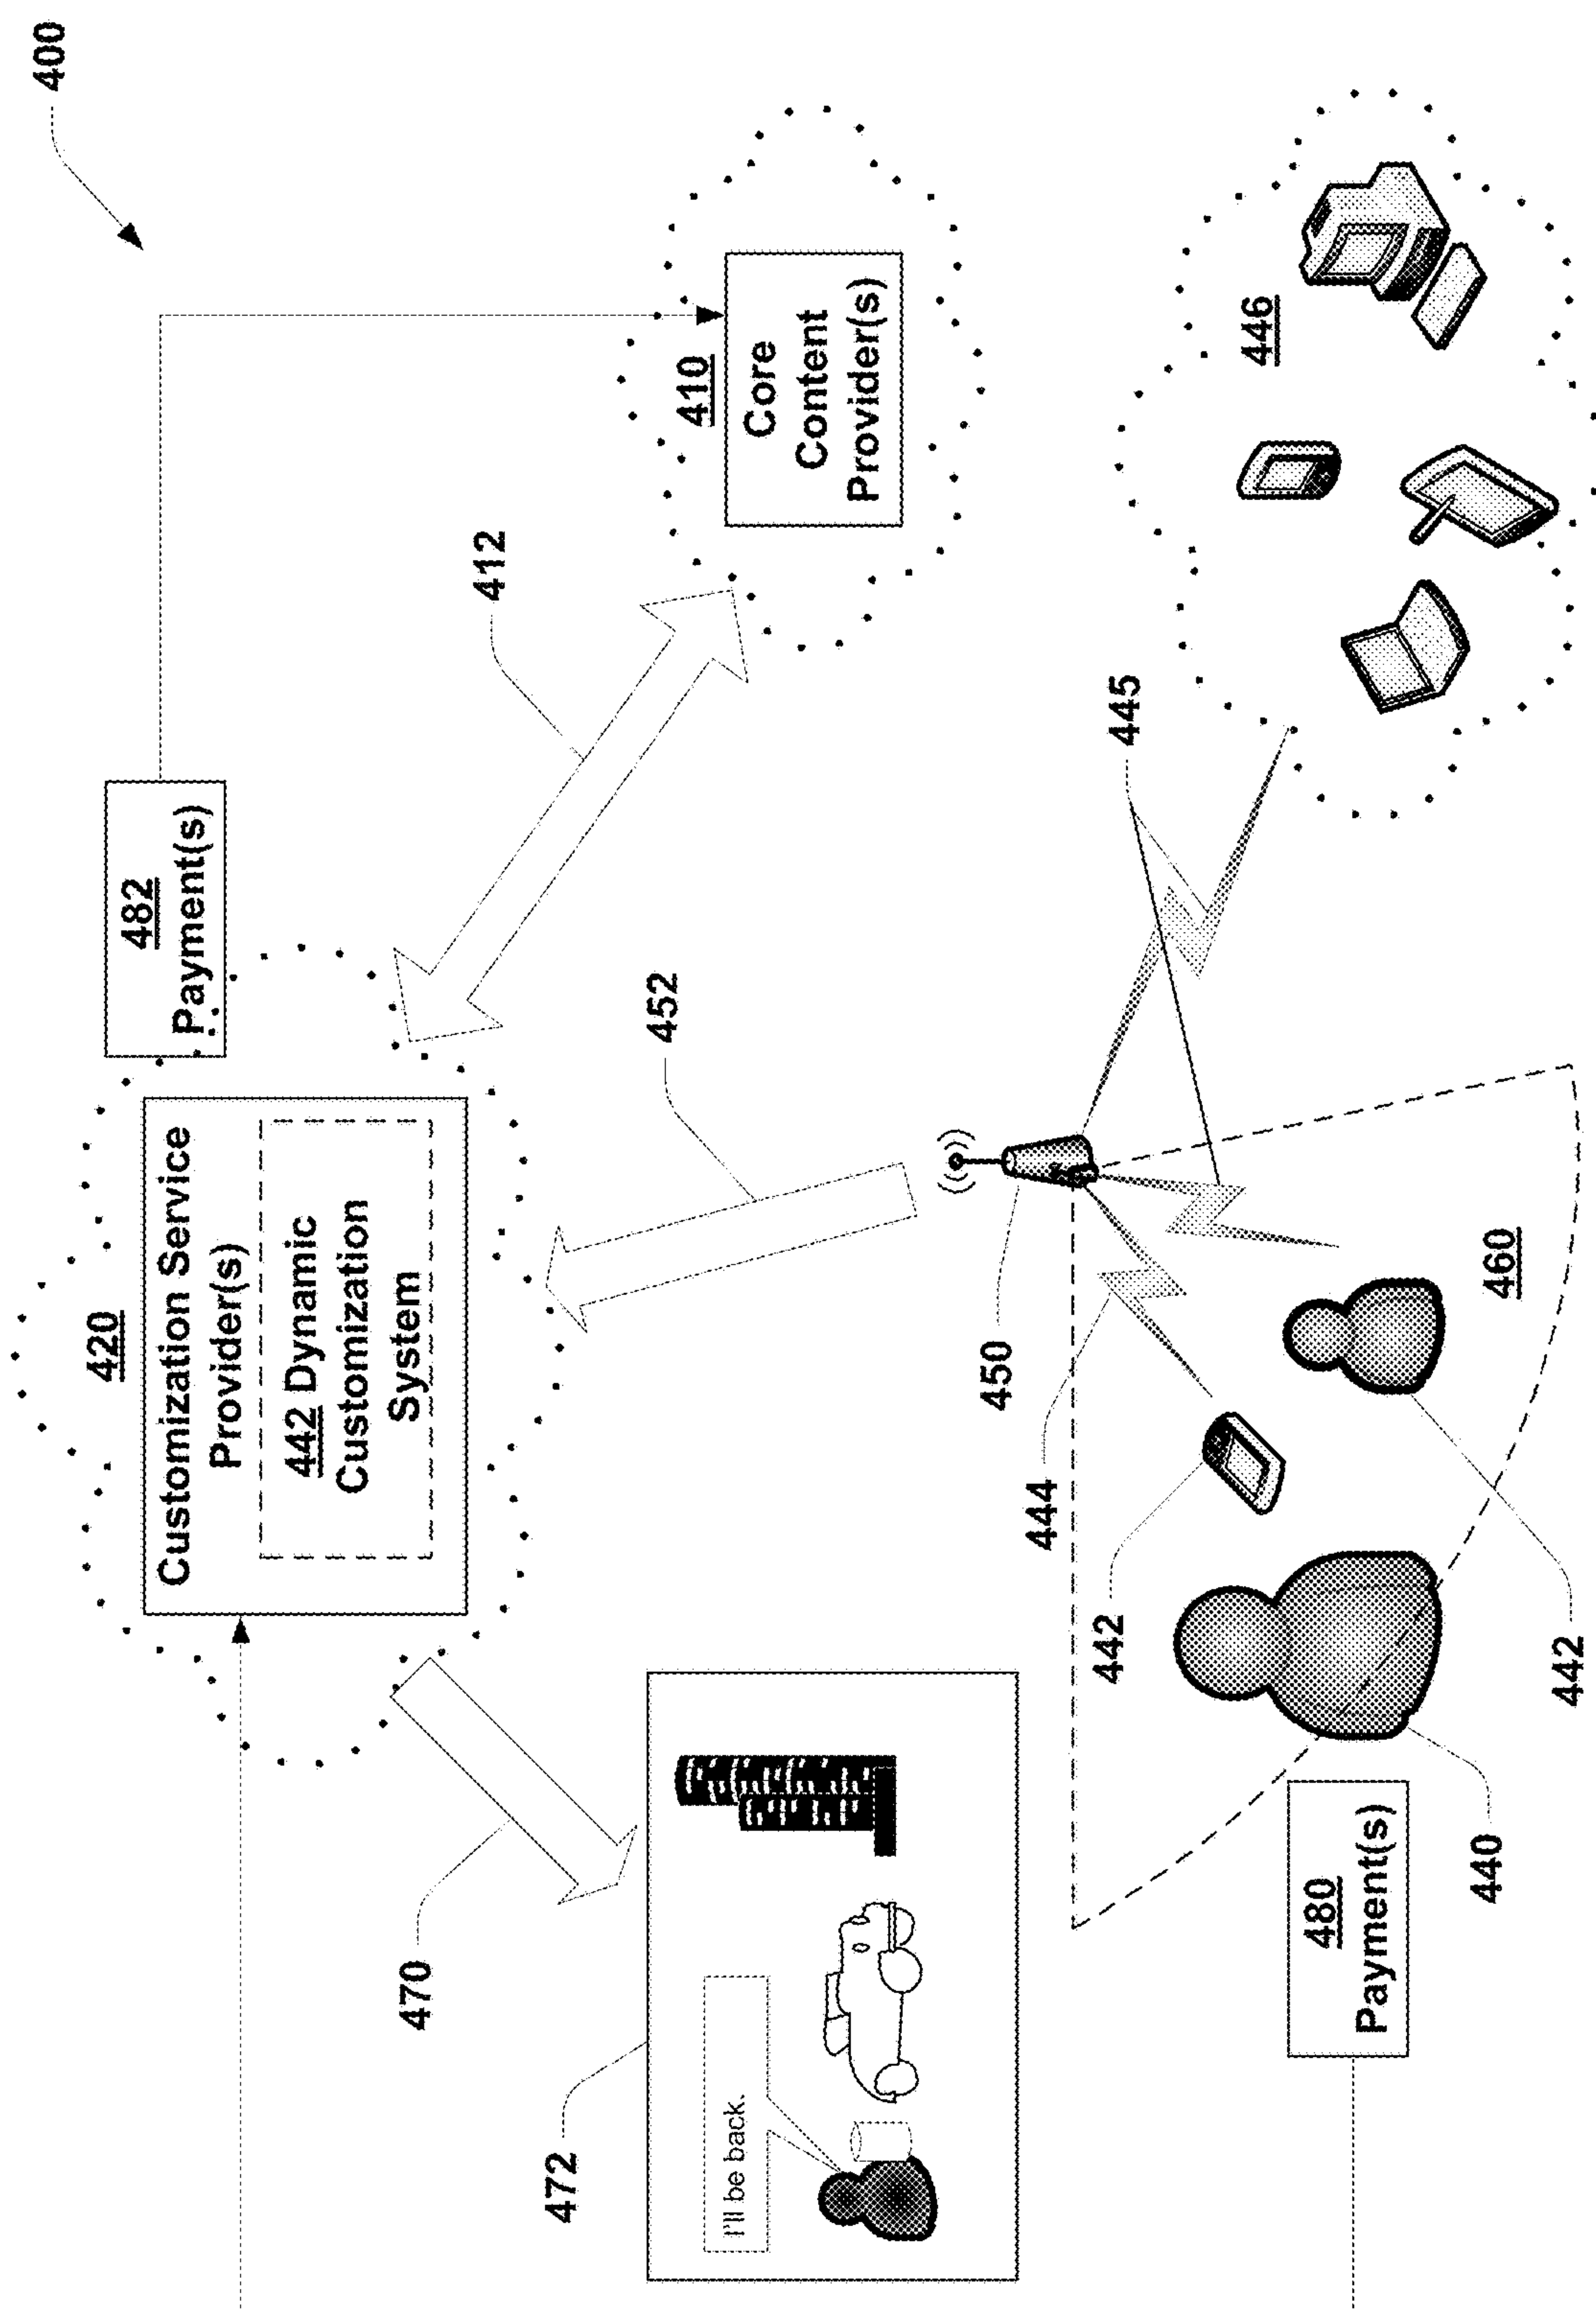 400
482
Payment(s)
420
Customization Service
Provider(s)
442 Dynamic
Customization
System
412
410
Core
Content
Provider(s)
470
452
472
I'll be back.
450
445
446
444
442
460
480
Payment(s)
440
442